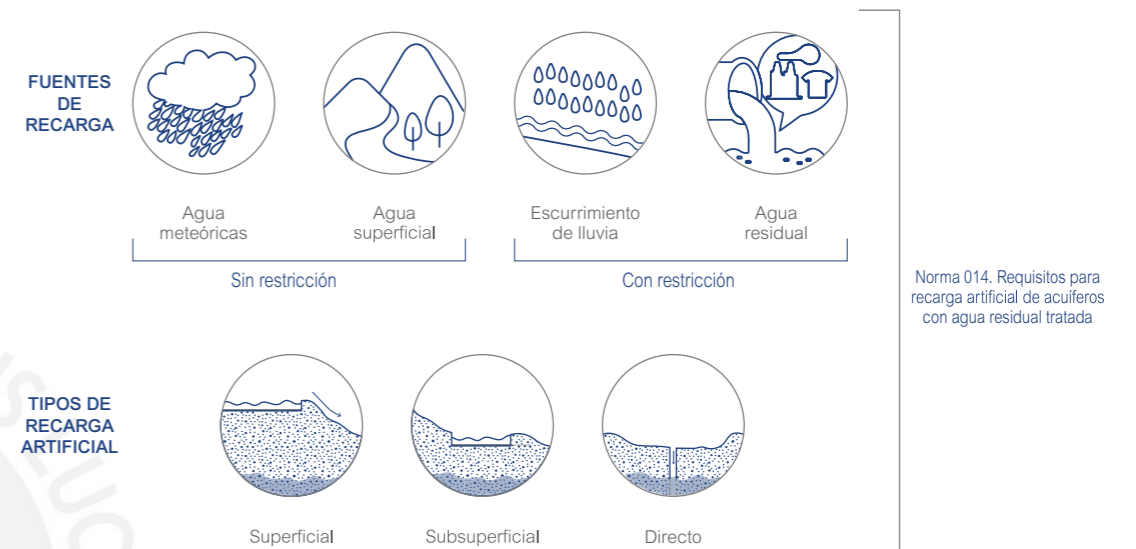 FUENTES
DE
RECARGA
Agua
meteóricas
Agua
superficial
Escurrimiento
de lluvia
Agua
residual
Sin restricción
Con restricción
Norma 014. Requisitos para
recarga artificial de acuíferos
con agua residual tratada
TIPOS DE
RECARGA
ARTIFICIAL
Superficial
Subsuperficial
Directo